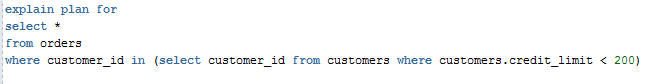 explain plan for
select *
from orders
where customer_id in (select customer_id from customers where customers.credit_limit < 200)